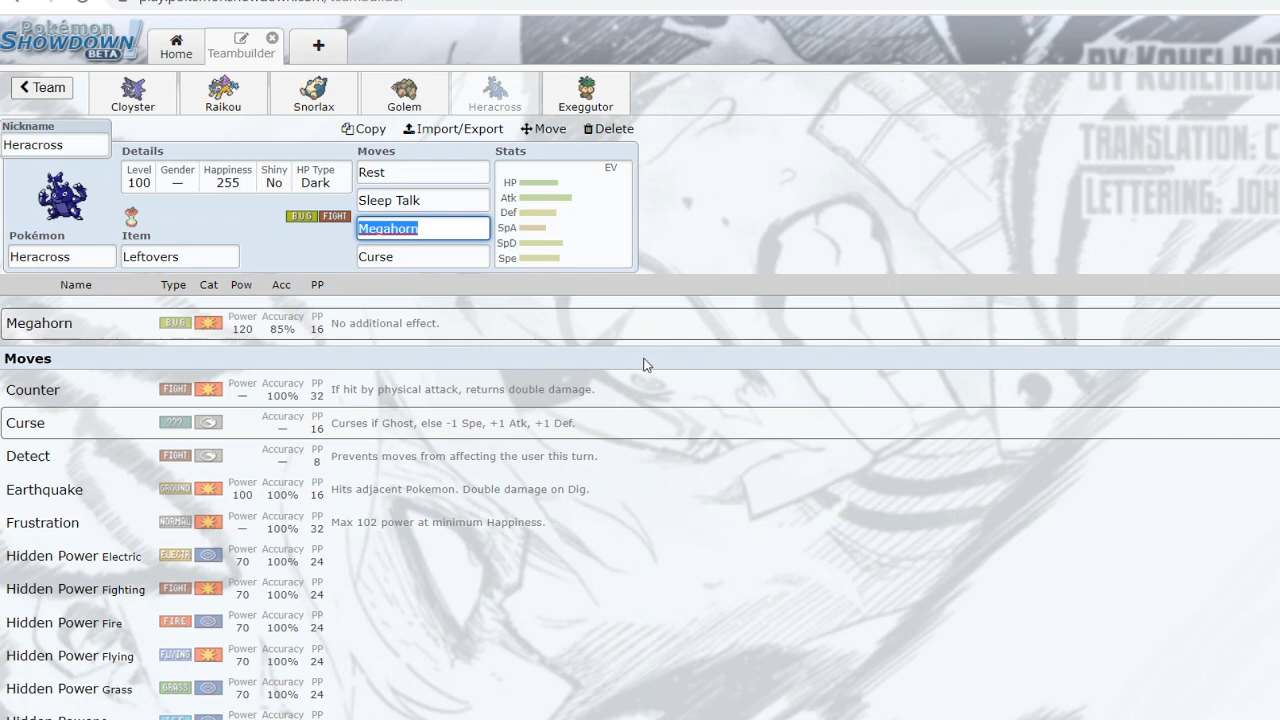 play.pokemonshowdown.com/teambuilder
Pokémon
SHOWDOWN
BETA
Home
Teambuilder
BY KOHEI HO
TRANSLATION: C
LETTERING: JOH
Team
Cloyster
Raikou
Snorlax
Golem
Heracross
Exeggutor
Nickname
Heracross
Copy
Import/Export
Move
Delete
Details
Level Gender Happiness Shiny HP Type
100 — 255 No Dark
BUG FIGHT
Pokémon
Heracross
Item
Leftovers
Moves
Rest
Sleep Talk
Megahorn
Curse
Stats
EV
HP
Atk
Def
SpA
SpD
Spe
Name Type Cat Pow Acc PP
Megahorn BUG Power 120 Accuracy 85% PP 16 No additional effect.
Moves
Counter FIGHT Power — Accuracy 100% PP 32 If hit by physical attack, returns double damage.
Curse ??? Accuracy — PP 16 Curses if Ghost, else -1 Spe, +1 Atk, +1 Def.
Detect FIGHT Accuracy — PP 8 Prevents moves from affecting the user this turn.
Earthquake GROUND Power 100 Accuracy 100% PP 16 Hits adjacent Pokemon. Double damage on Dig.
Frustration NORMAL Power — Accuracy 100% PP 32 Max 102 power at minimum Happiness.
Hidden Power Electric ELECTR Power 70 Accuracy 100% PP 24
Hidden Power Fighting FIGHT Power 70 Accuracy 100% PP 24
Hidden Power Fire FIRE Power 70 Accuracy 100% PP 24
Hidden Power Flying FLYING Power 70 Accuracy 100% PP 24
Hidden Power Grass GRASS Power 70 Accuracy 100% PP 24
Power Accuracy PP